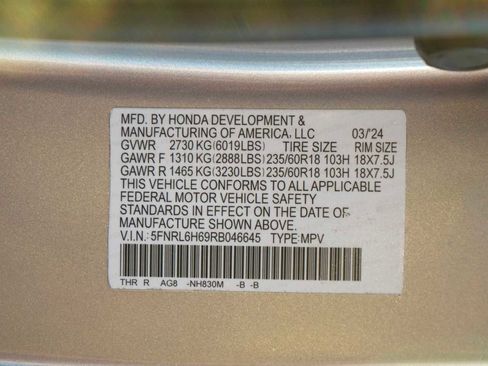 MFD. BY HONDA DEVELOPMENT &
MANUFACTURING OF AMERICA, LLC 03/'24
GVWR 2730 KG (6019LBS) TIRE SIZE RIM SIZE
GAWR F 1310 KG (2888LBS) 235/60R18 103H 18X7.5J
GAWR R 1465 KG (3230LBS) 235/60R18 103H 18X7.5J
THIS VEHICLE CONFORMS TO ALL APPLICABLE
FEDERAL MOTOR VEHICLE SAFETY
STANDARDS IN EFFECT ON THE DATE OF
MANUFACTURE SHOWN ABOVE.
V.I.N.: 5FNRL6H69RB046645 TYPE:MPV
THR R AG8 -NH830M -B -B